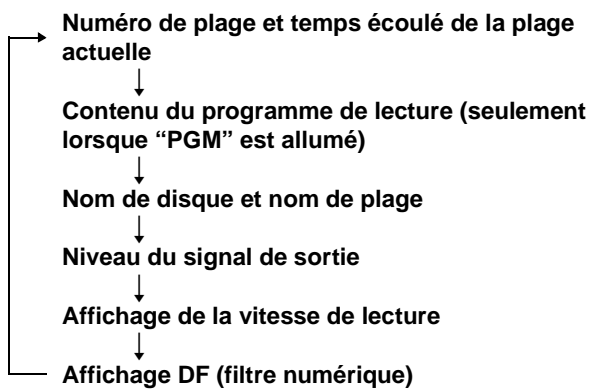 Numéro de plage et temps écoulé de la plage
actuelle
Contenu du programme de lecture (seulement
lorsque “PGM” est allumé)
Nom de disque et nom de plage
Niveau du signal de sortie
Affichage de la vitesse de lecture
Affichage DF (filtre numérique)